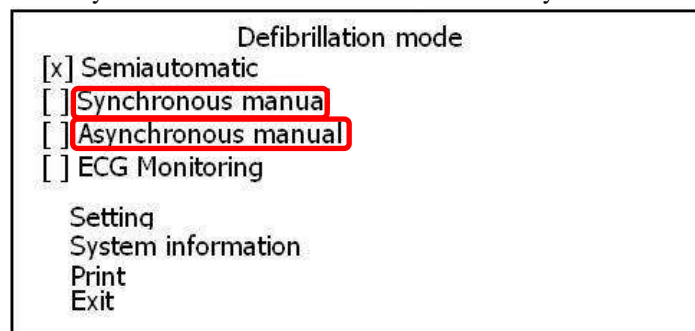 Defibrillation mode
[x] Semiautomatic
[ ] Synchronous manua
[ ] Asynchronous manual
[ ] ECG Monitoring
Setting
System information
Print
Exit